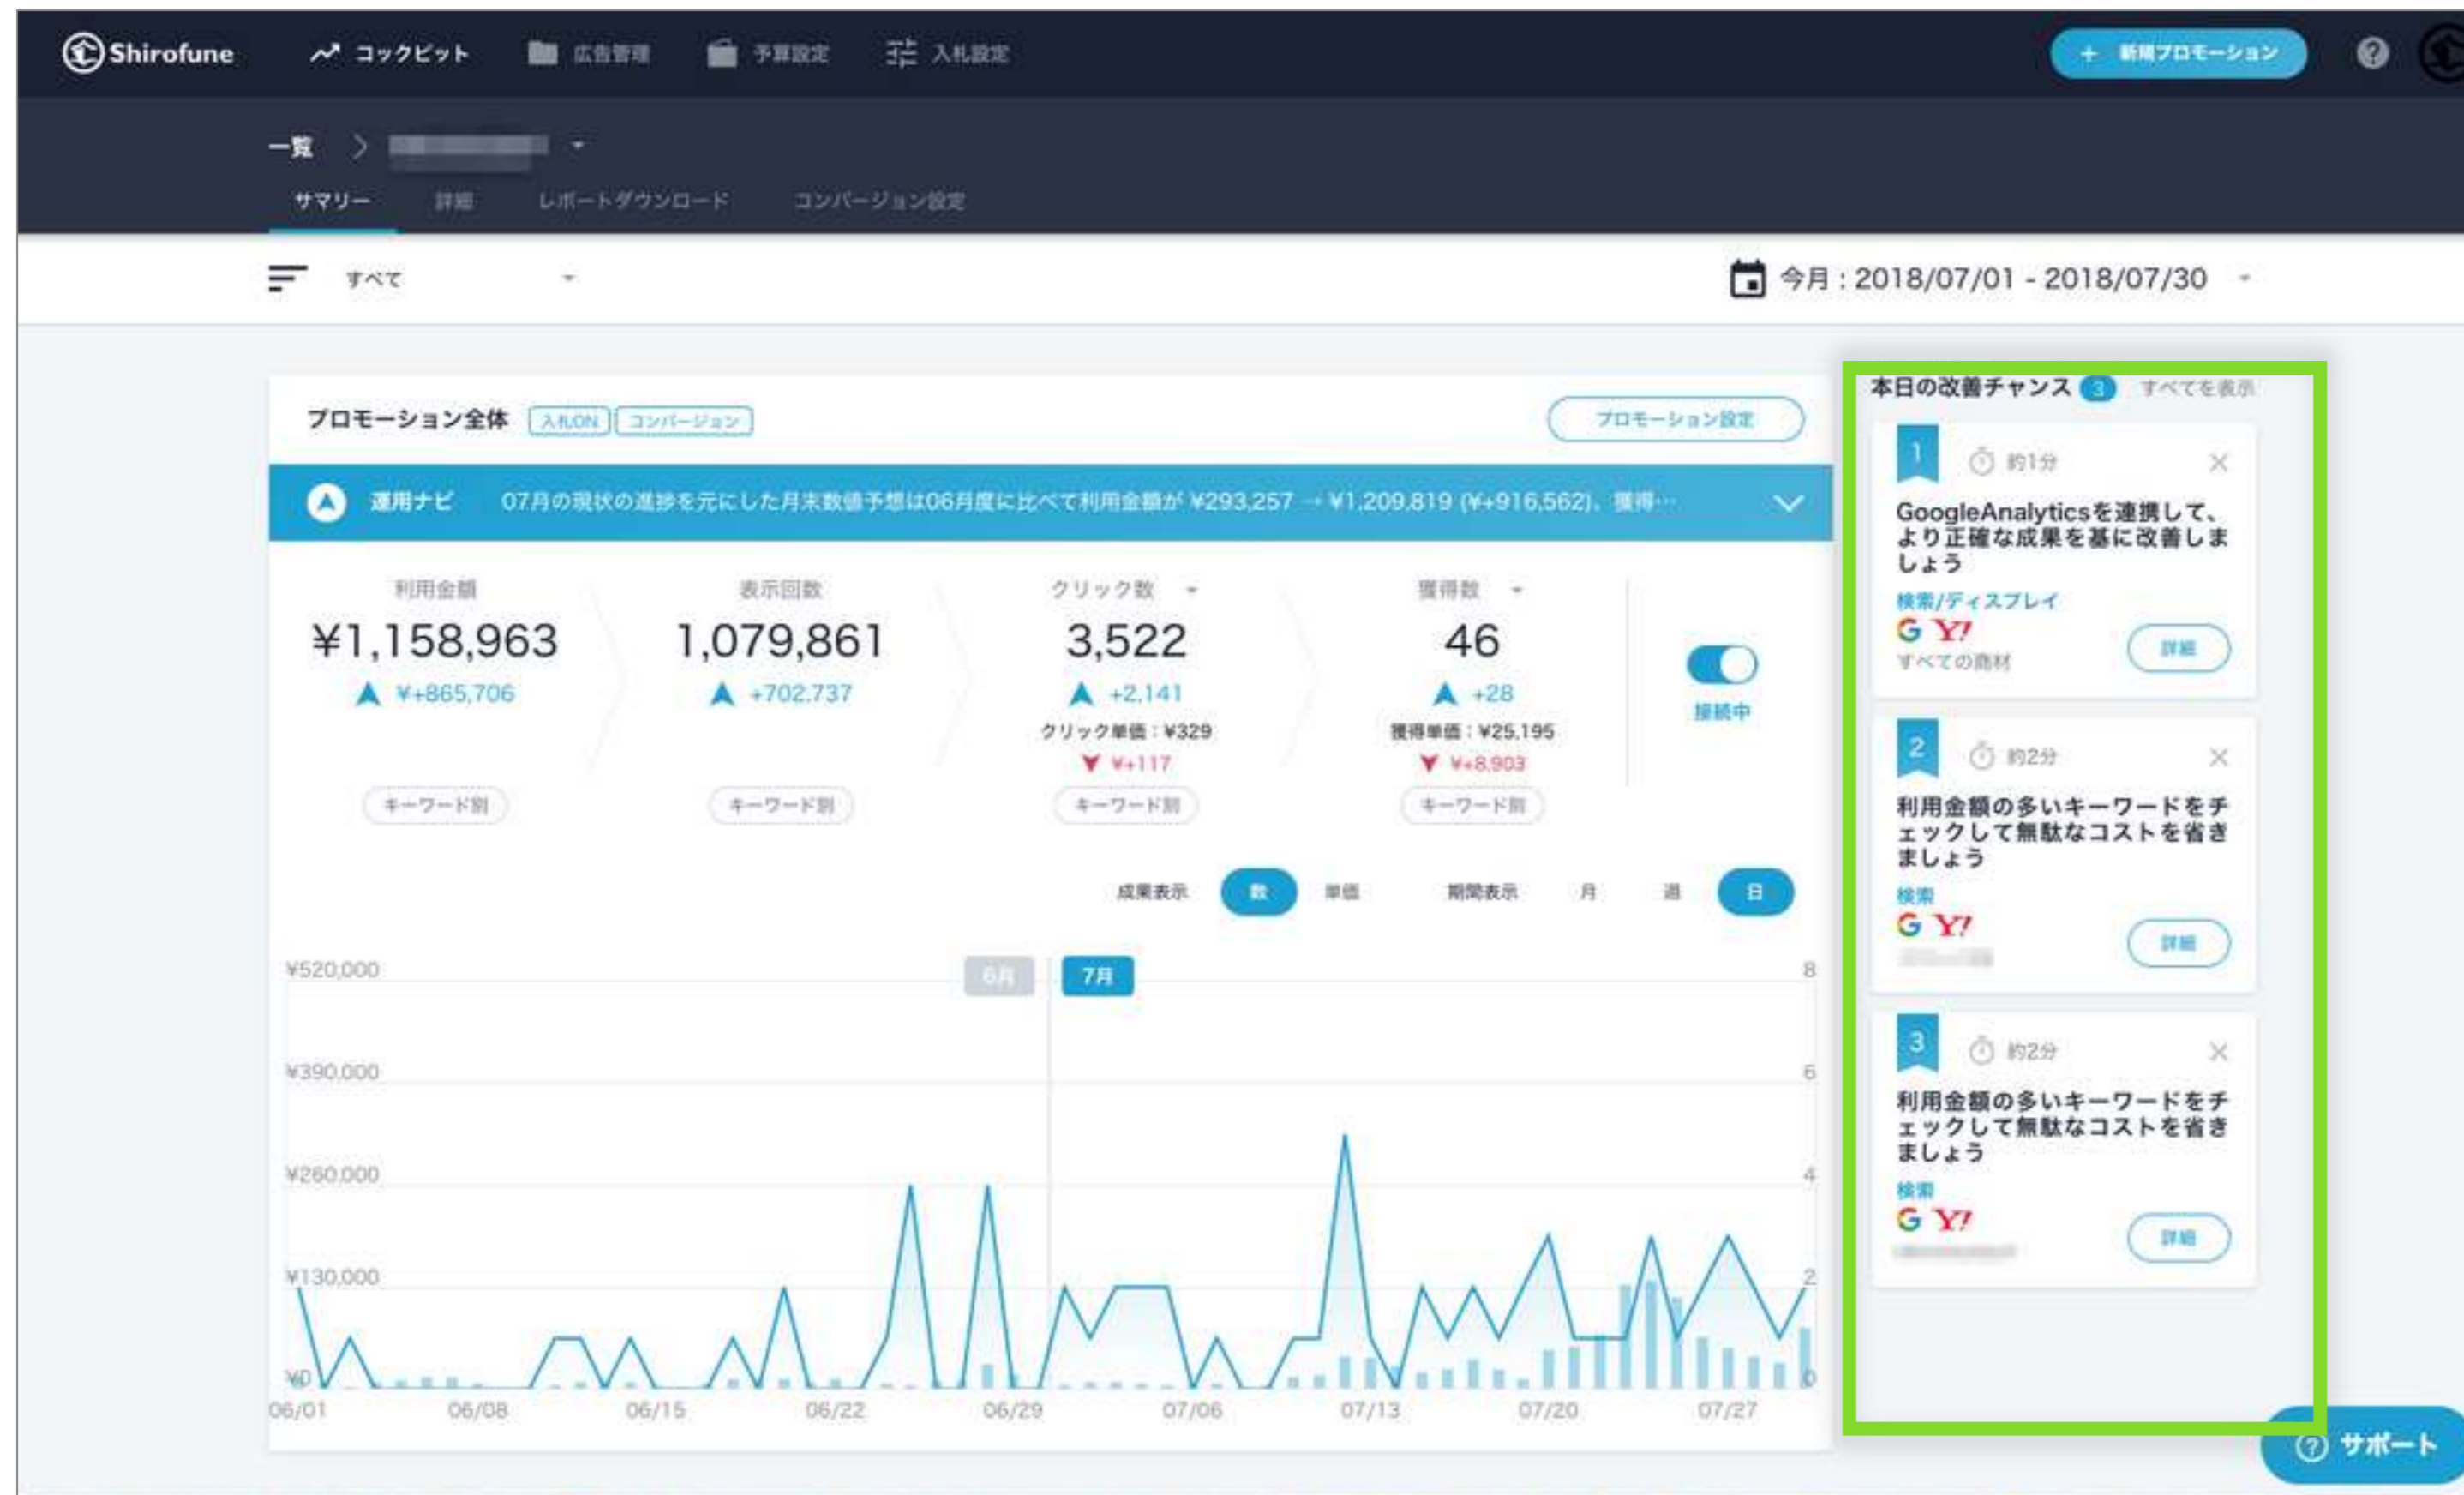 Shirofune
コックピット
広告管理
予算設定
入札設定
+ 新規プロモーション
一覧 >
サマリー
詳細
レポートダウンロード
コンバージョン設定
すべて
今月 : 2018/07/01 - 2018/07/30
プロモーション全体
入札ON
コンバージョン
プロモーション設定
運用ナビ
07月の現状の進捗を元にした月末数値予想は06月度に比べて利用金額が ¥293,257 → ¥1,209,819 (¥+916,562)、獲得…
利用金額
¥1,158,963
¥+865,706
キーワード別
表示回数
1,079,861
+702,737
キーワード別
クリック数
3,522
+2,141
クリック単価：¥329
¥+117
キーワード別
獲得数
46
+28
獲得単価：¥25,195
¥+8,903
キーワード別
接続中
成果表示
数
単価
期間表示
月
週
日
6月
7月
¥520,000
¥390,000
¥260,000
¥130,000
¥0
8
6
4
2
0
06/01
06/08
06/15
06/22
06/29
07/06
07/13
07/20
07/27
本日の改善チャンス 3 すべてを表示
1
約1分
GoogleAnalyticsを連携して、
より正確な成果を基に改善しま
しょう
検索/ディスプレイ
G Y!
すべての商材
詳細
2
約2分
利用金額の多いキーワードをチ
ェックして無駄なコストを省き
ましょう
検索
G Y!
詳細
3
約2分
利用金額の多いキーワードをチ
ェックして無駄なコストを省き
ましょう
検索
G Y!
詳細
サポート